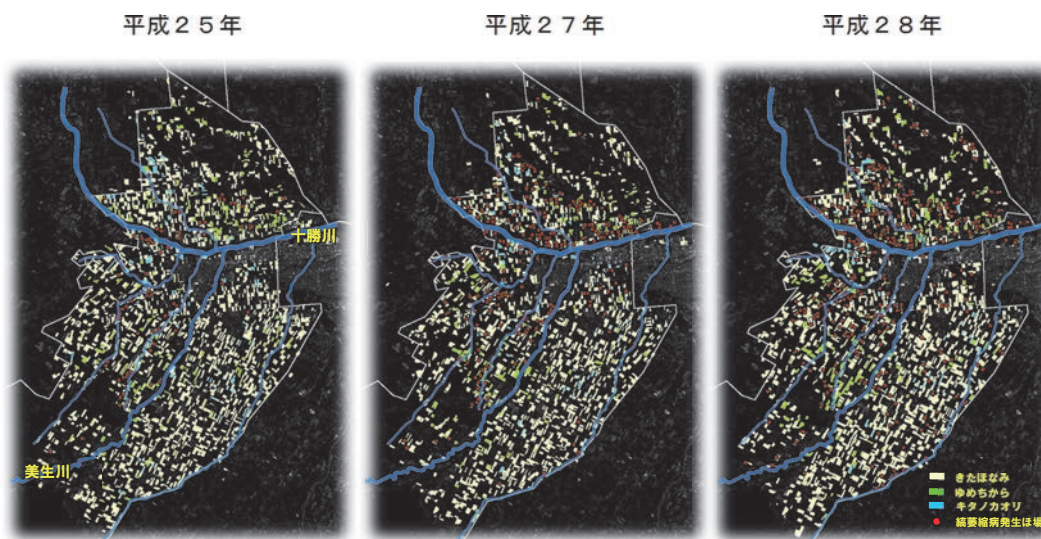 平成２５年
平成２７年
平成２８年
十勝川
美生川
きたほなみ
ゆめちから
キタノカオリ
縞萎縮病発生ほ場